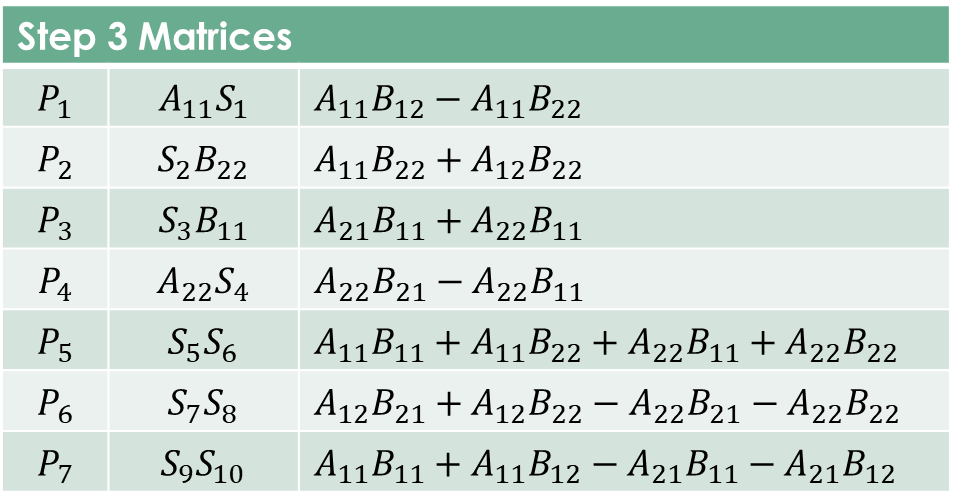 Step 3 Matrices
P₁ A₁₁S₁ A₁₁B₁₂ − A₁₁B₂₂
P₂ S₂B₂₂ A₁₁B₂₂ + A₁₂B₂₂
P₃ S₃B₁₁ A₂₁B₁₁ + A₂₂B₁₁
P₄ A₂₂S₄ A₂₂B₂₁ − A₂₂B₁₁
P₅ S₅S₆ A₁₁B₁₁ + A₁₁B₂₂ + A₂₂B₁₁ + A₂₂B₂₂
P₆ S₇S₈ A₁₂B₂₁ + A₁₂B₂₂ − A₂₂B₂₁ − A₂₂B₂₂
P₇ S₉S₁₀ A₁₁B₁₁ + A₁₁B₁₂ − A₂₁B₁₁ − A₂₁B₁₂